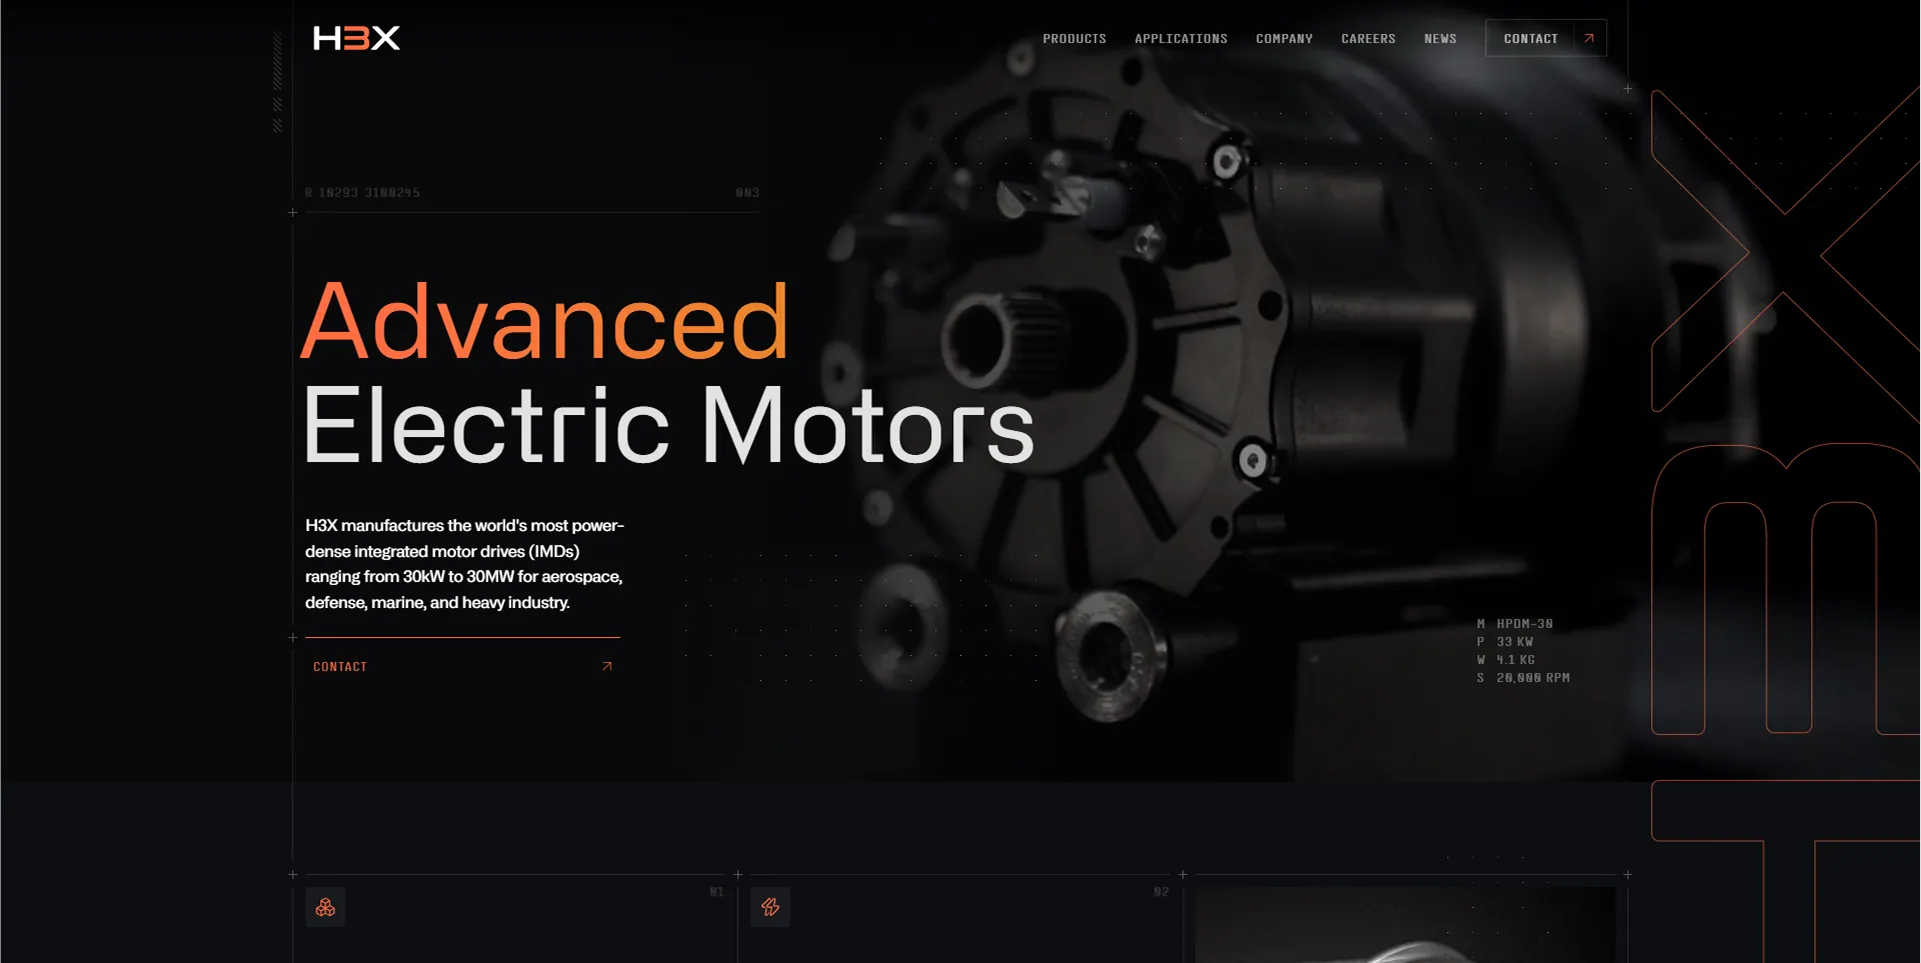 H3X
PRODUCTS APPLICATIONS COMPANY CAREERS NEWS CONTACT
R 10293 3100245 003
Advanced
Electric Motors
H3X manufactures the world's most power-
dense integrated motor drives (IMDs)
ranging from 30kW to 30MW for aerospace,
defense, marine, and heavy industry.
CONTACT
M HPDM-30
P 33 KW
W 4.1 KG
S 20,000 RPM
01
02